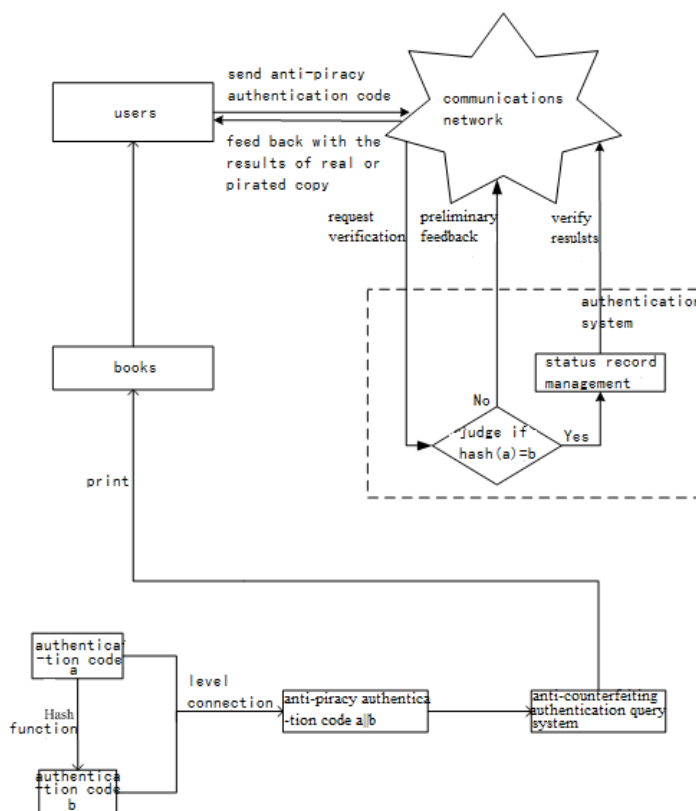 send anti-piracy
authentication code
users
communications
network
feed back with the
results of real or
pirated copy
request
verification
preliminary
feedback
verify
resulsts
authentication
system
books
status record
management
No
judge if
hash(a)=b
Yes
print
authenticat
-tion code
a
level
connection
Hash
function
anti-piracy authentica
-tion code a||b
anti-counterfeiting
authentication query
system
authentica
-tion code
b